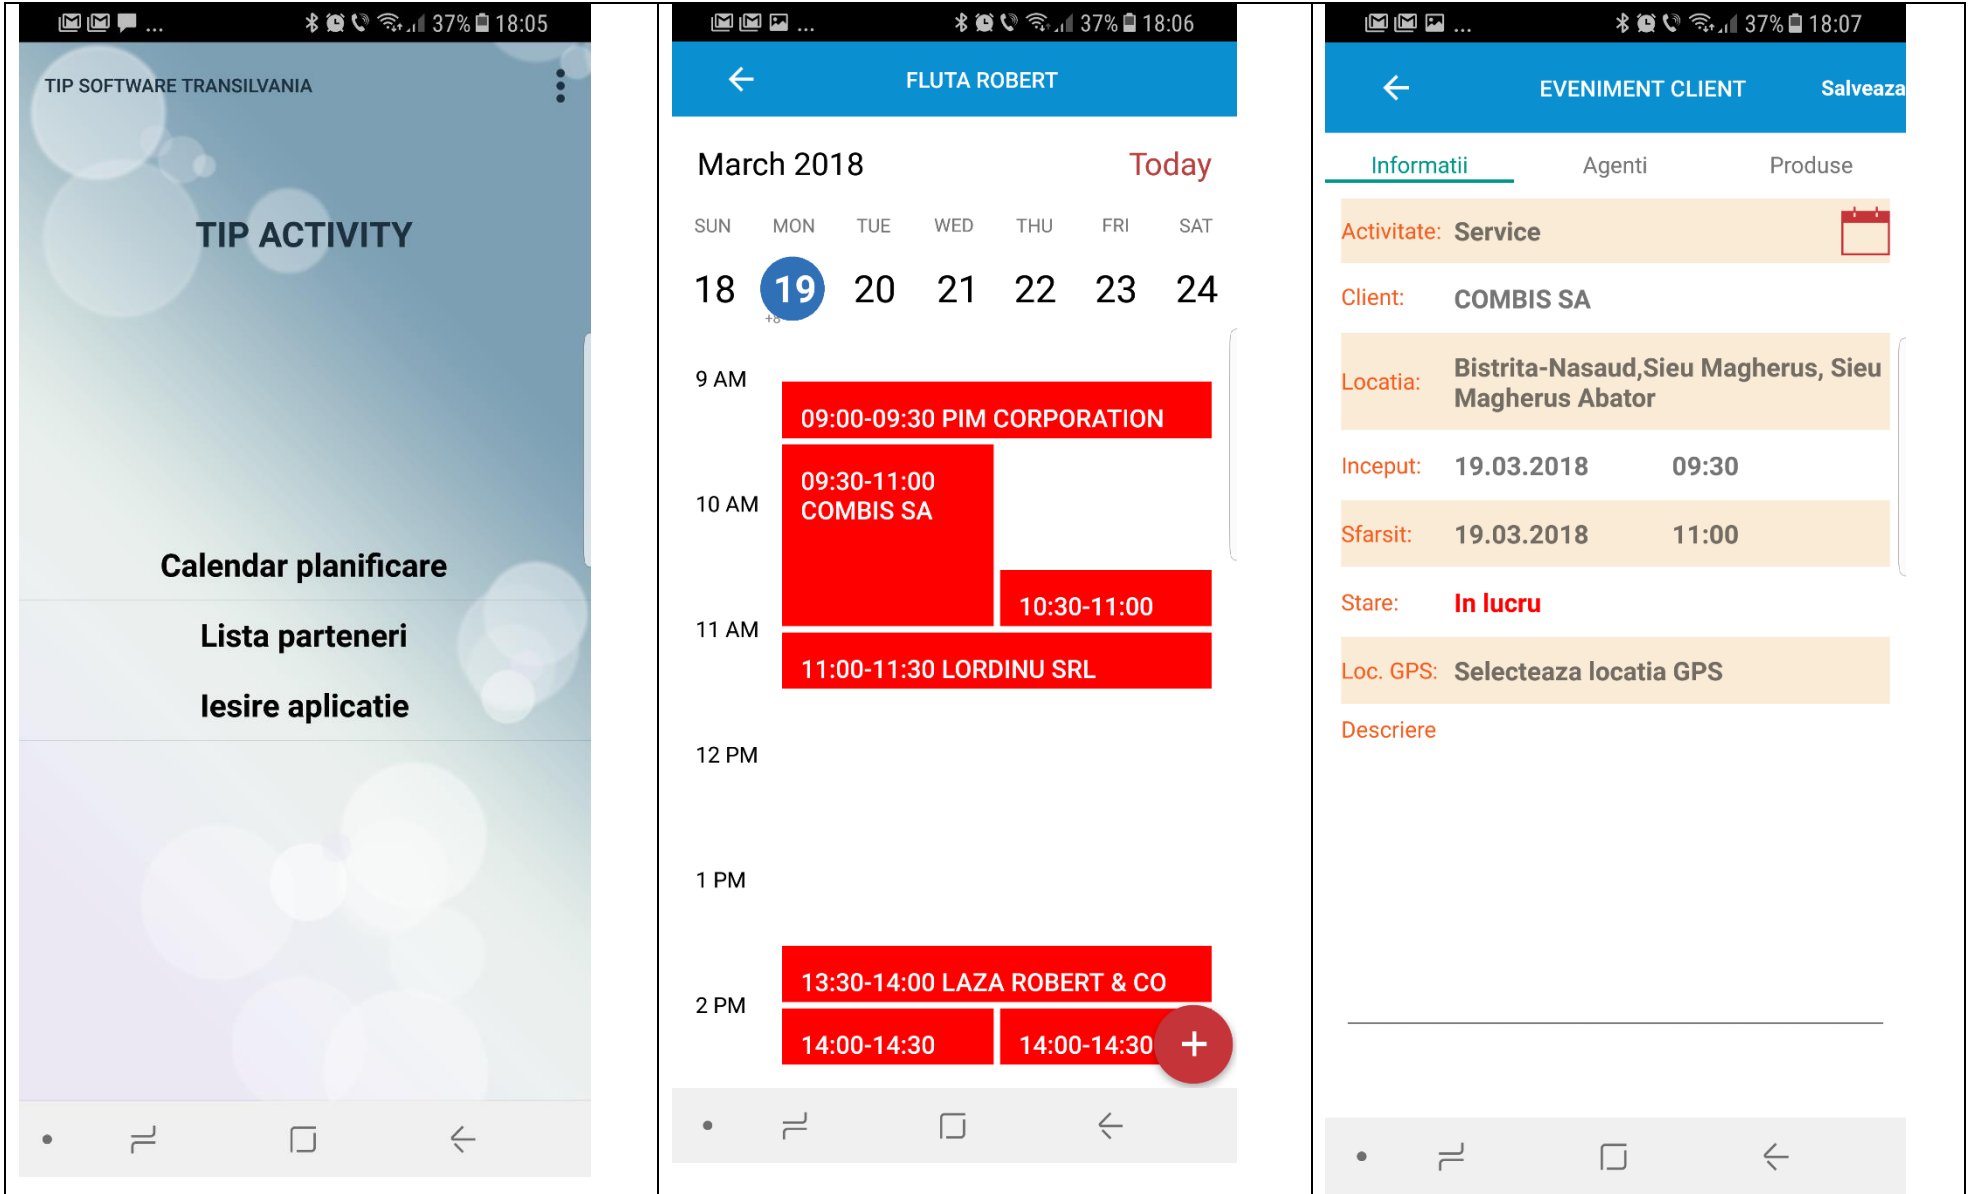 ... 37% 18:05
TIP SOFTWARE TRANSILVANIA
TIP ACTIVITY
Calendar planificare
Lista parteneri
Iesire aplicatie
... 37% 18:06
FLUTA ROBERT
March 2018 Today
SUN MON TUE WED THU FRI SAT
18 19 20 21 22 23 24
+8
9 AM
09:00-09:30 PIM CORPORATION
09:30-11:00
COMBIS SA
10 AM
10:30-11:00
11 AM
11:00-11:30 LORDINU SRL
12 PM
1 PM
13:30-14:00 LAZA ROBERT & CO
2 PM
14:00-14:30 14:00-14:30 +
... 37% 18:07
EVENIMENT CLIENT Salveaza
Informatii Agenti Produse
Activitate: Service
Client: COMBIS SA
Locatia: Bistrita-Nasaud,Sieu Magherus, Sieu
Magherus Abator
Inceput: 19.03.2018 09:30
Sfarsit: 19.03.2018 11:00
Stare: In lucru
Loc. GPS: Selecteaza locatia GPS
Descriere